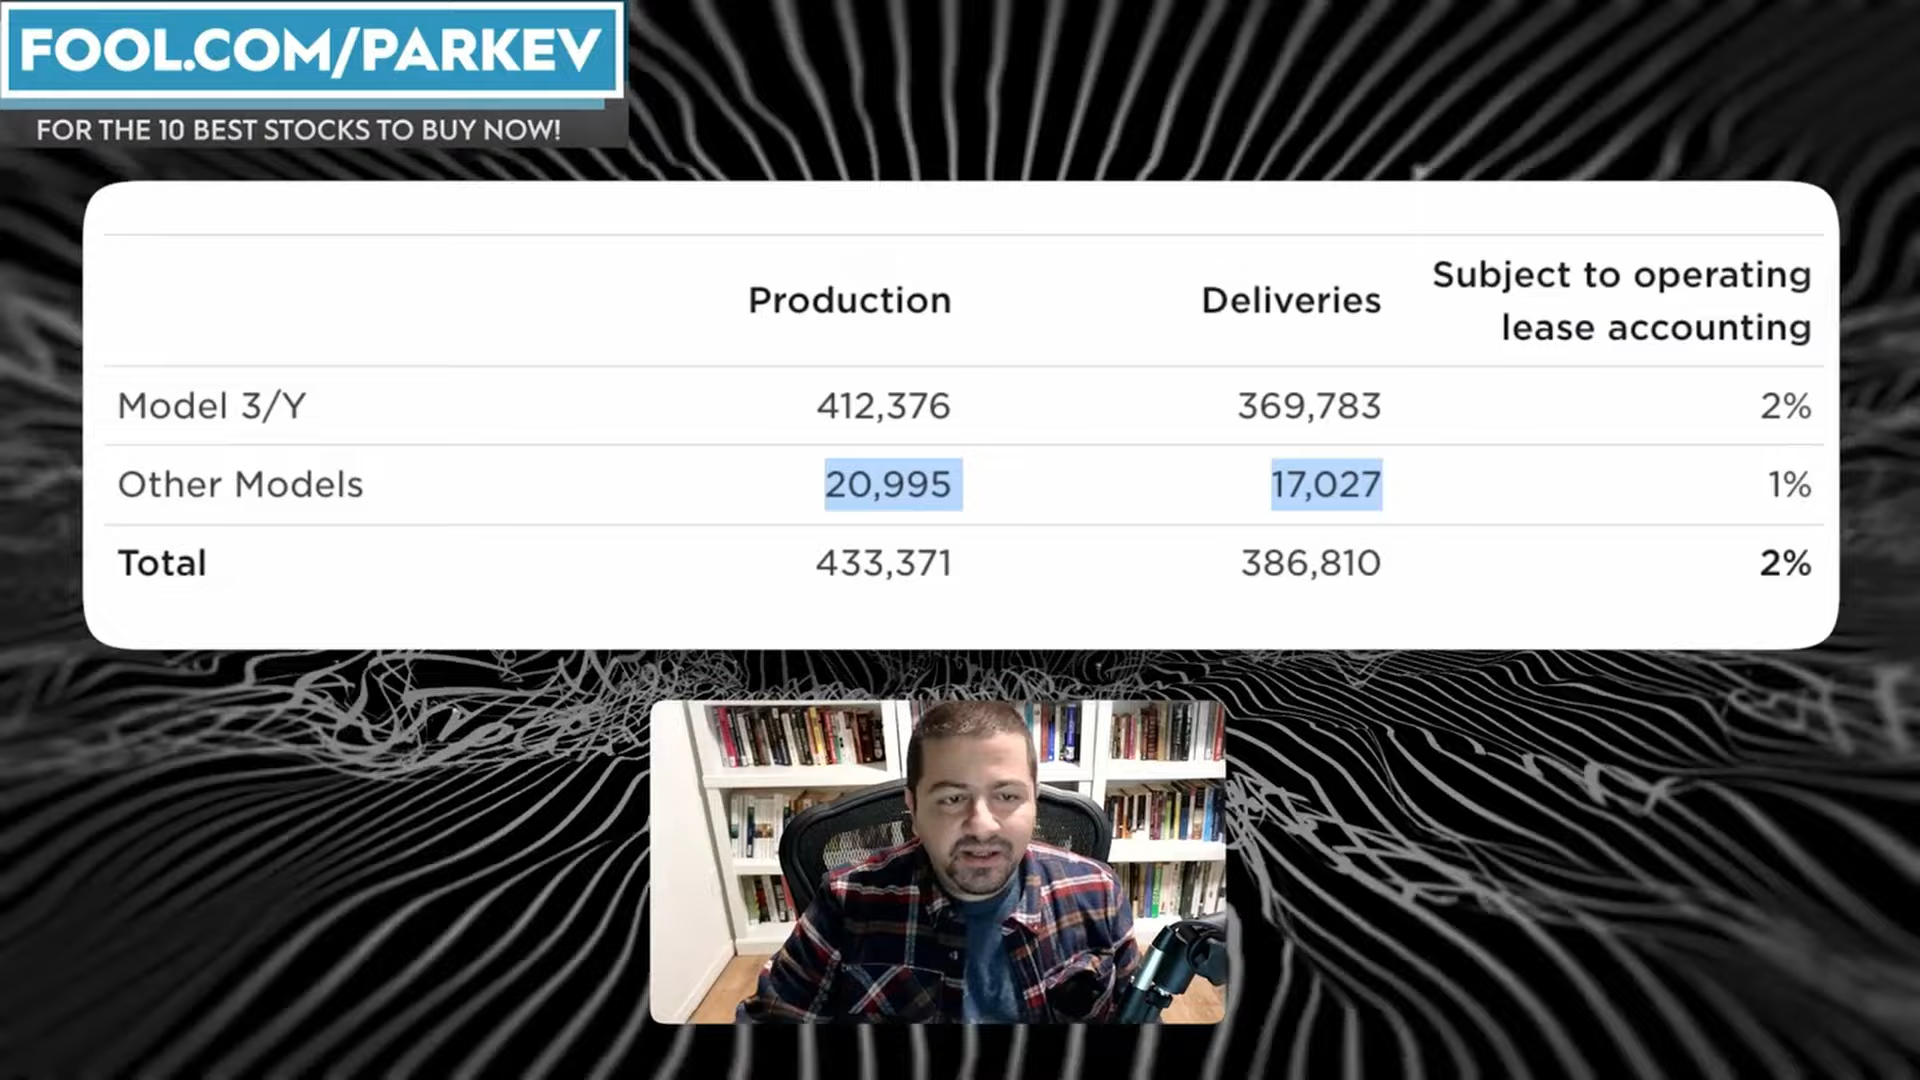 FOOL.COM/PARKEV
FOR THE 10 BEST STOCKS TO BUY NOW!
Production Deliveries Subject to operating lease accounting
Model 3/Y 412,376 369,783 2%
Other Models 20,995 17,027 1%
Total 433,371 386,810 2%